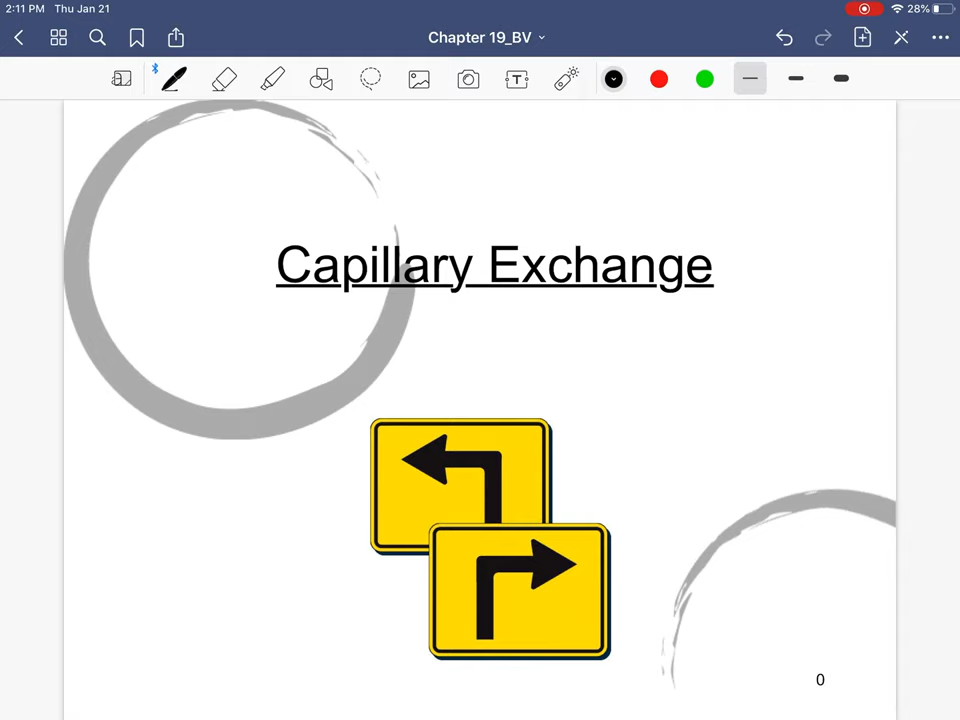 2:11 PM Thu Jan 21
28%
Chapter 19_BV
Capillary Exchange
0